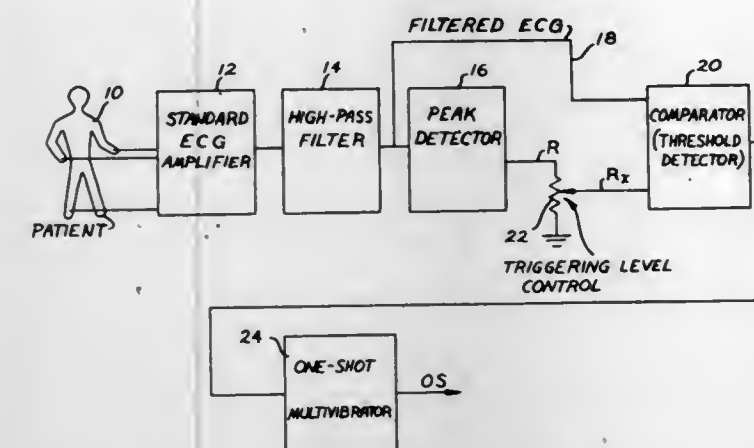 FILTERED ECG
18
10
12
14
16
20
STANDARD
ECG
AMPLIFIER
HIGH-PASS
FILTER
PEAK
DETECTOR
COMPARATOR
(THRESHOLD
DETECTOR)
R
Rx
PATIENT
22
TRIGGERING LEVEL
CONTROL
24
ONE-SHOT
MULTIVIBRATOR
OS